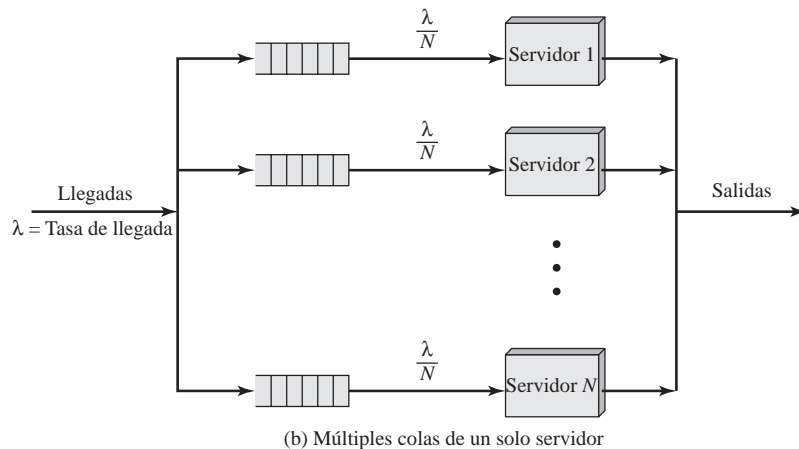 λ
N
Servidor 1
λ
N
Servidor 2
Llegadas
λ = Tasa de llegada
Salidas
λ
N
Servidor N
(b) Múltiples colas de un solo servidor